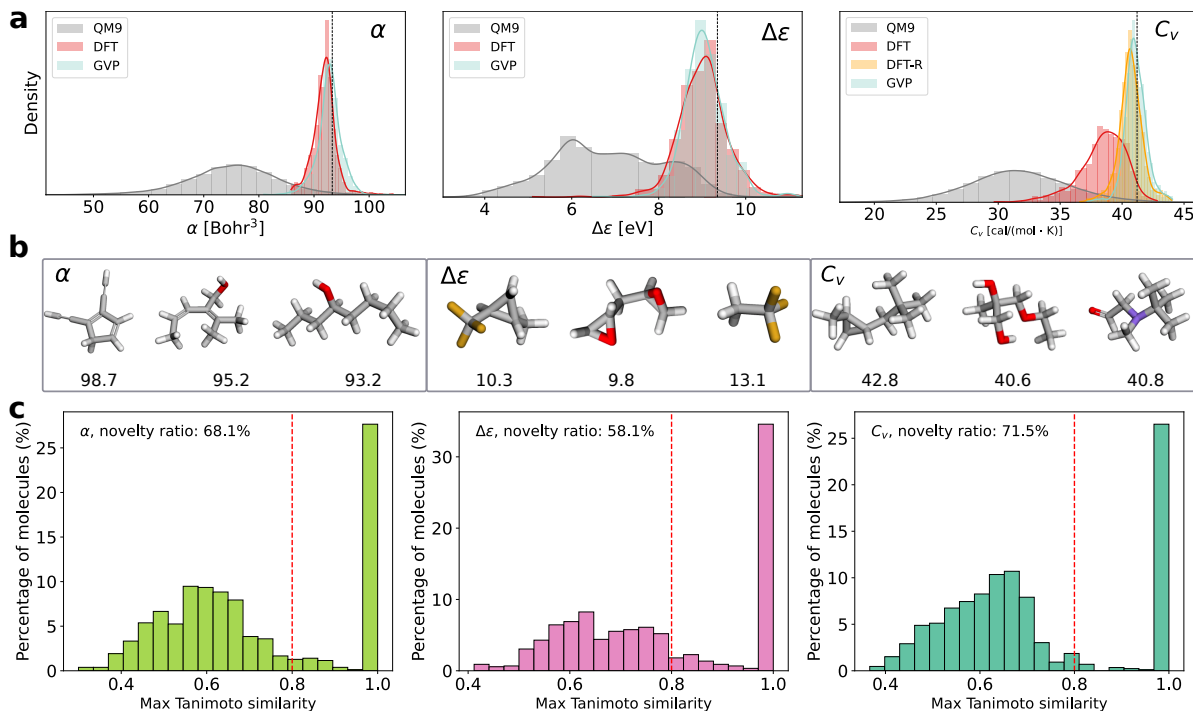 a
QM9
DFT
GVP
α
Density
50 60 70 80 90 100
α [Bohr³]
QM9
DFT
GVP
Δε
4 6 8 10
Δε [eV]
QM9
DFT
DFT-R
GVP
Cᵥ
20 25 30 35 40 45
Cᵥ [cal/(mol · K)]
b
α
98.7 95.2 93.2
Δε
10.3 9.8 13.1
Cᵥ
42.8 40.6 40.8
c
α, novelty ratio: 68.1%
Percentage of molecules (%)
25
20
15
10
5
0
0.4 0.6 0.8 1.0
Max Tanimoto similarity
Δε, novelty ratio: 58.1%
Percentage of molecules (%)
30
20
10
0
0.4 0.6 0.8 1.0
Max Tanimoto similarity
Cᵥ, novelty ratio: 71.5%
Percentage of molecules (%)
25
20
15
10
5
0
0.4 0.6 0.8 1.0
Max Tanimoto similarity